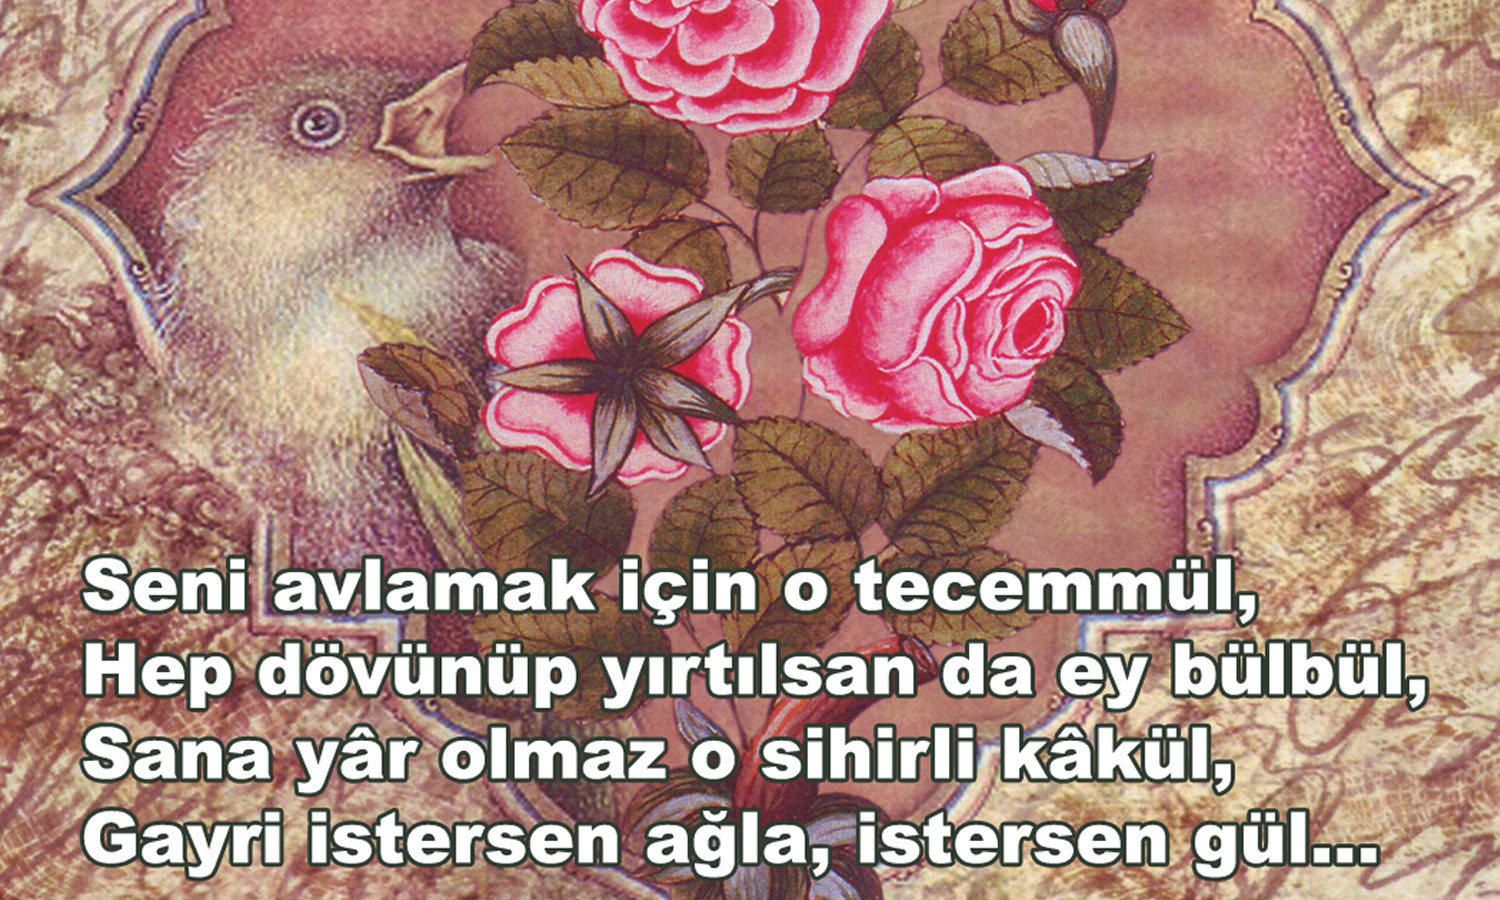 Seni avlamak için o tecemmül,
Hep dövünüp yırtılsan da ey bülbül,
Sana yâr olmaz o sihirli kâkül,
Gayri istersen ağla, istersen gül...